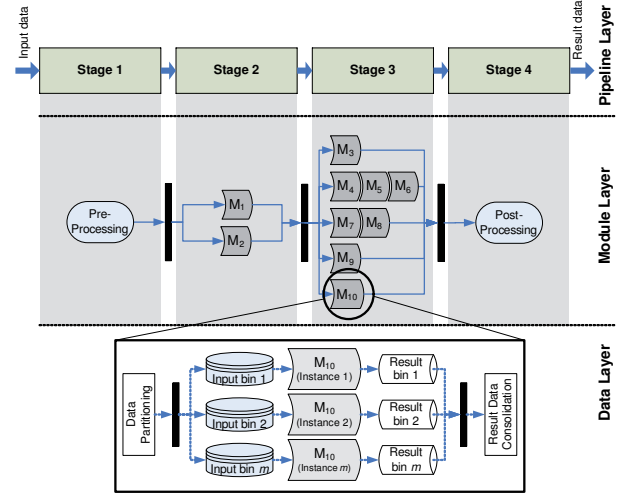 Input data
Result data
Stage 1
Stage 2
Stage 3
Stage 4
Pipeline Layer
Pre-
Processing
M1
M2
M3
M4 M5 M6
M7 M8
M9
M10
Post-
Processing
Module Layer
Data
Partitioning
Input bin 1
M10
(Instance 1)
Result
bin 1
Input bin 2
M10
(Instance 2)
Result
bin 2
Input bin m
M10
(Instance m)
Result
bin m
Result Data
Consolidation
Data Layer